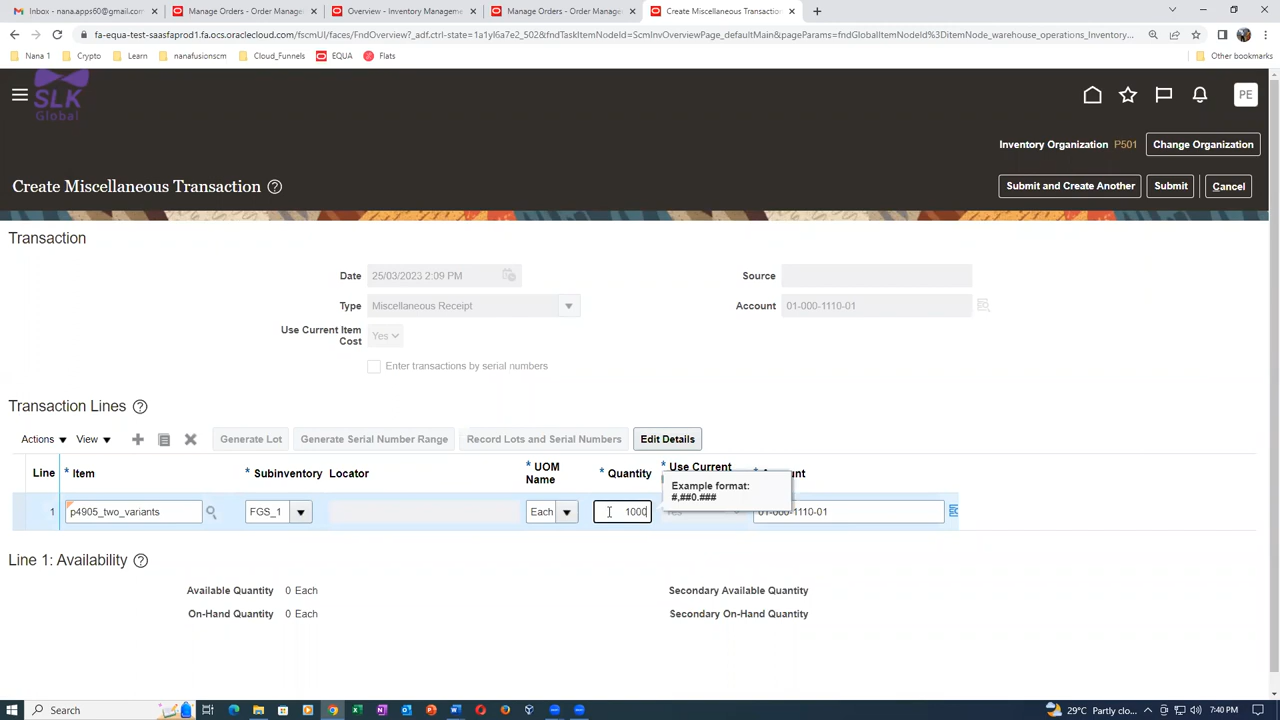 Inbox - nana.apps60@gmail.com
Manage Orders - Order Manage
Overview - Inventory Manageme
Manage Orders - Order Manage
Create Miscellaneous Transactio
fa-equa-test-saasfaprod1.fa.ocs.oraclecloud.com/fscmUI/faces/FndOverview?_adf.ctrl-state=1a1yl6a7e2_502&fndTaskItemNodeId=ScmInvOverviewPage_defaultMain&pageParams=fndGlobalItemNodeId%3DitemNode_warehouse_operations_Inventory...
Nana 1
Crypto
Learn
nanafusionscm
Cloud_Funnels
EQUA
Flats
Other bookmarks
SLK
Global
PE
Inventory Organization P501 Change Organization
Create Miscellaneous Transaction
Submit and Create Another Submit Cancel
Transaction
Date 25/03/2023 2:09 PM
Source
Type Miscellaneous Receipt
Account 01-000-1110-01
Use Current Item
Cost
Yes
Enter transactions by serial numbers
Transaction Lines
Actions View Generate Lot Generate Serial Number Range Record Lots and Serial Numbers Edit Details
Line * Item * Subinventory Locator * UOM Name * Quantity * Use Current
Example format:
#,##0.###
1 p4905_two_variants FGS_1 Each 1000 Yes 01-000-1110-01
Line 1: Availability
Available Quantity 0 Each
Secondary Available Quantity
On-Hand Quantity 0 Each
Secondary On-Hand Quantity
Search
29°C Partly cloudy
ENG
7:40 PM